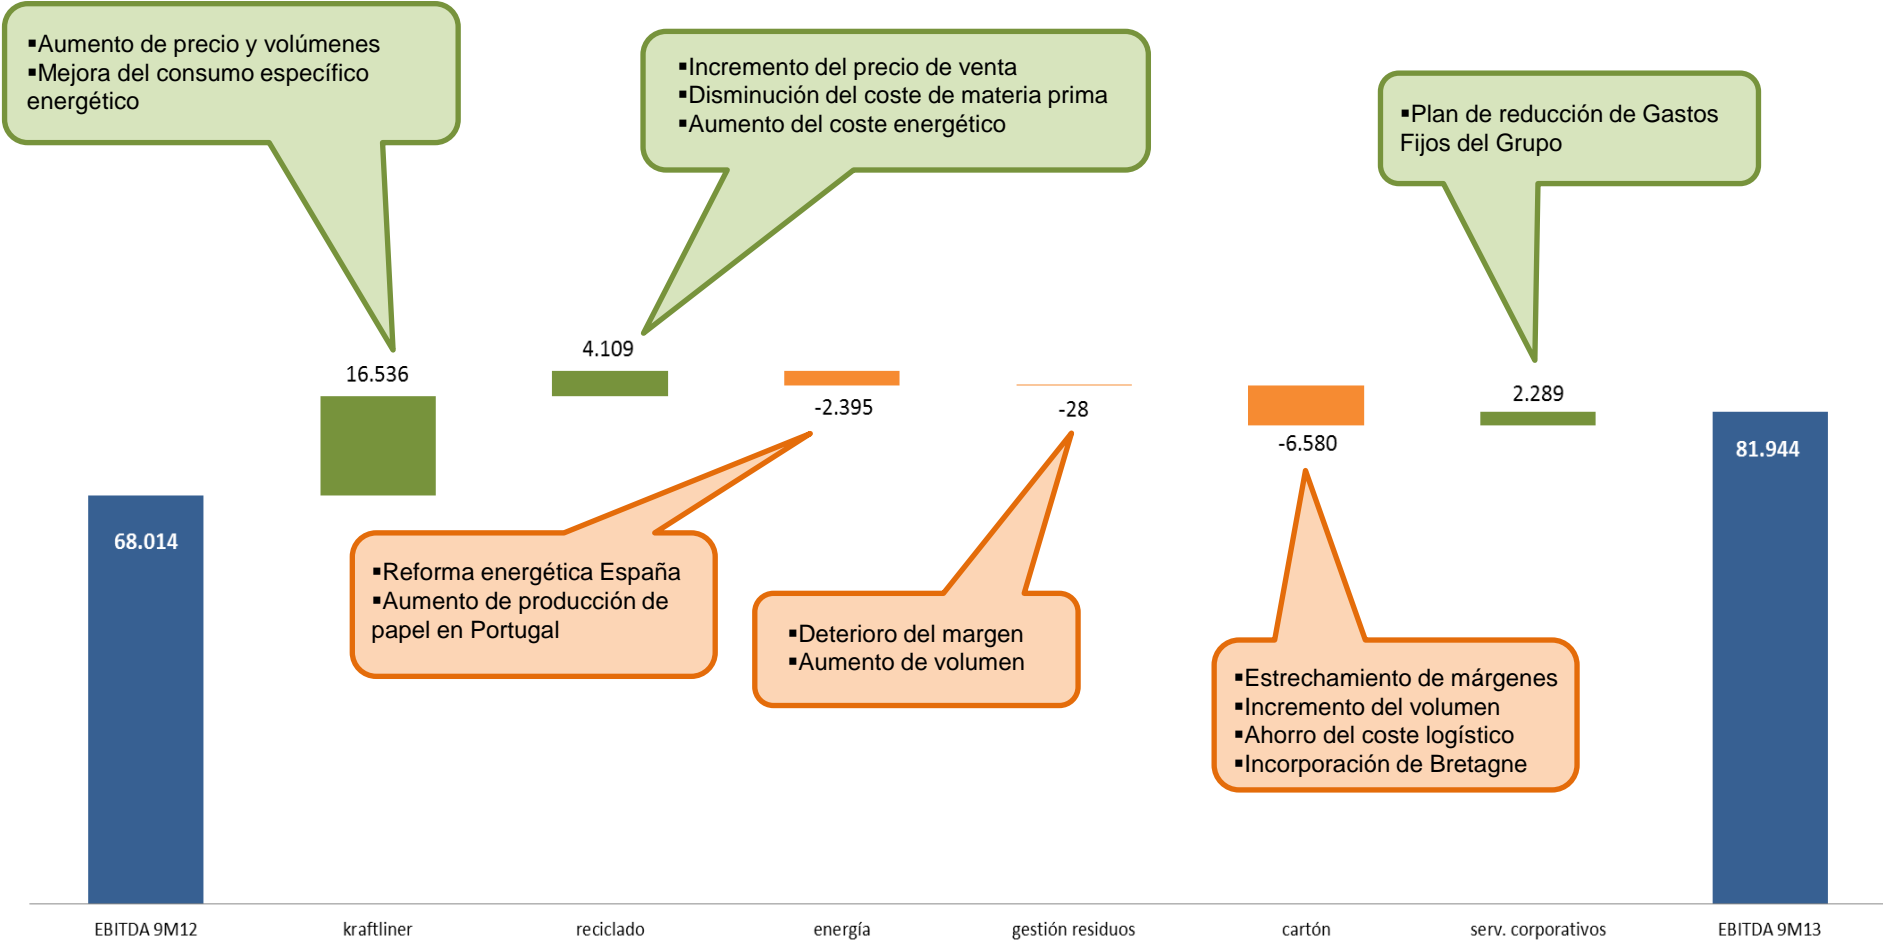 ▪Aumento de precio y volúmenes
▪Mejora del consumo específico
energético
▪Incremento del precio de venta
▪Disminución del coste de materia prima
▪Aumento del coste energético
▪Plan de reducción de Gastos
Fijos del Grupo
16.536
4.109
-2.395
-28
-6.580
2.289
68.014
81.944
▪Reforma energética España
▪Aumento de producción de
papel en Portugal
▪Deterioro del margen
▪Aumento de volumen
▪Estrechamiento de márgenes
▪Incremento del volumen
▪Ahorro del coste logístico
▪Incorporación de Bretagne
EBITDA 9M12
kraftliner
reciclado
energía
gestión residuos
cartón
serv. corporativos
EBITDA 9M13